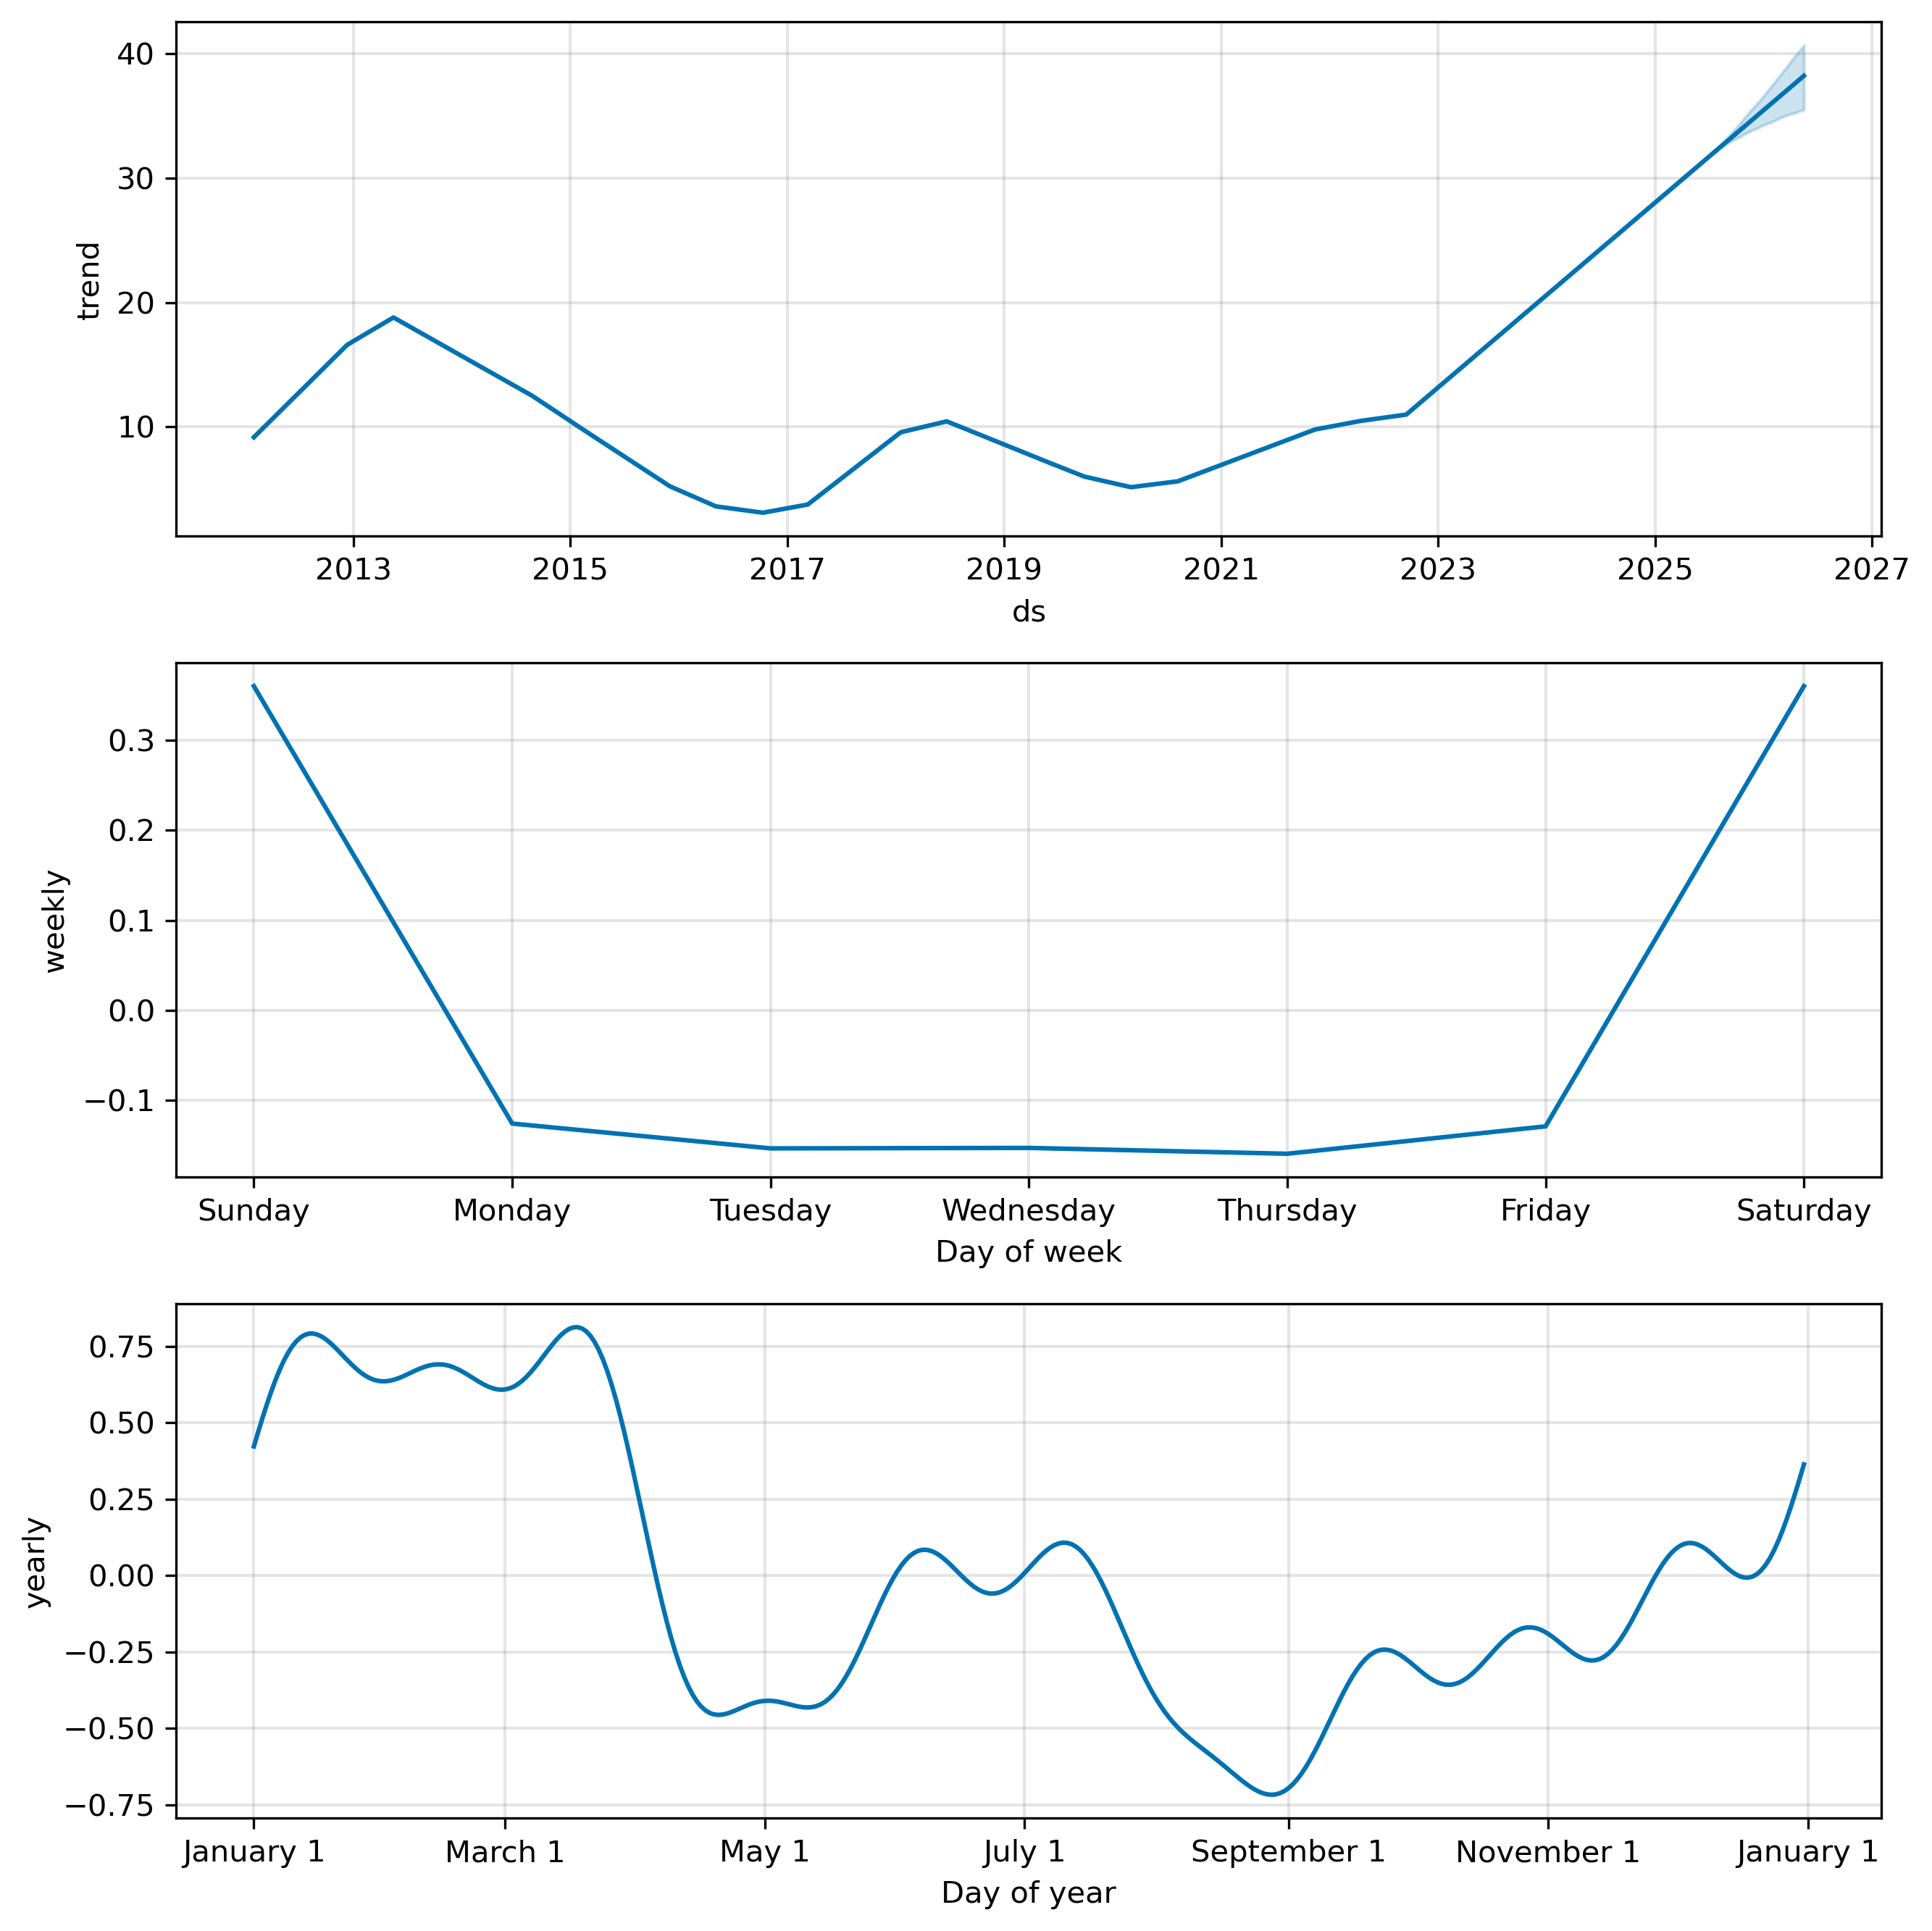 40
30
20
10
trend
2013 2015 2017 2019 2021 2023 2025 2027
ds
0.3
0.2
0.1
0.0
−0.1
weekly
Sunday Monday Tuesday Wednesday Thursday Friday Saturday
Day of week
0.75
0.50
0.25
0.00
−0.25
−0.50
−0.75
yearly
January 1 March 1 May 1 July 1 September 1 November 1 January 1
Day of year